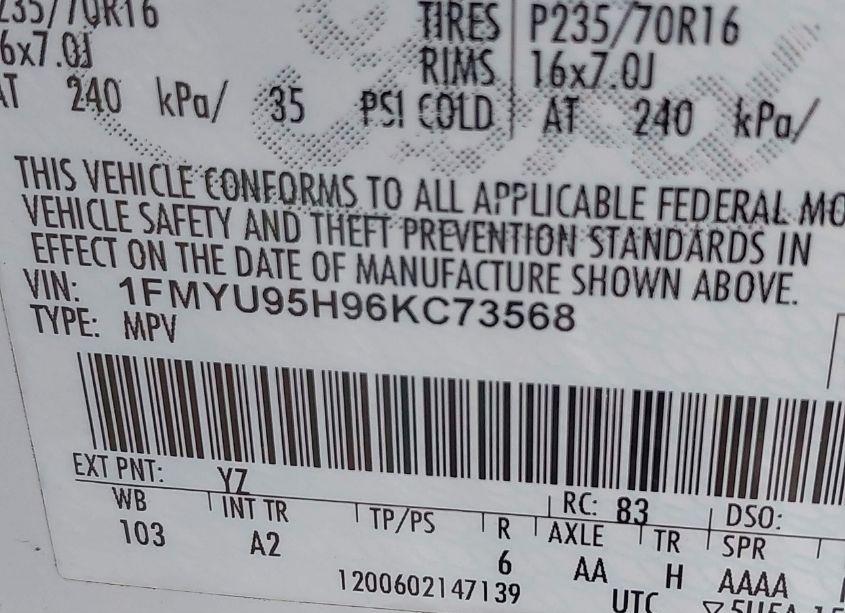 235/70R16 TIRES P235/70R16
6x7.0J RIMS 16x7.0J
AT 240 kPa/ 35 PSI COLD AT 240 kPa/
THIS VEHICLE CONFORMS TO ALL APPLICABLE FEDERAL MO
VEHICLE SAFETY AND THEFT PREVENTION STANDARDS IN
EFFECT ON THE DATE OF MANUFACTURE SHOWN ABOVE.
VIN: 1FMYU95H96KC73568
TYPE: MPV
EXT PNT: YZ RC: 83 DSO:
WB INT TR TP/PS R AXLE TR SPR
103 A2 6 AA H AAAA
1200602147139 UTC